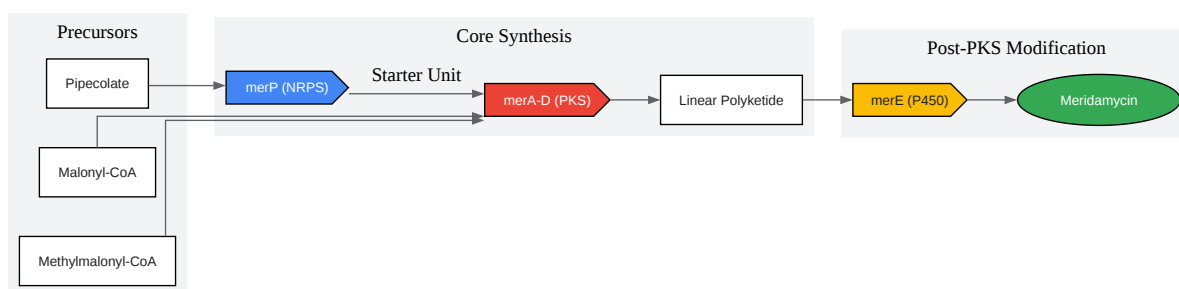 Precursors
Pipecolate
Malonyl-CoA
Methylmalonyl-CoA
Core Synthesis
merP (NRPS)
Starter Unit
merA-D (PKS)
Linear Polyketide
Post-PKS Modification
merE (P450)
Meridamycin